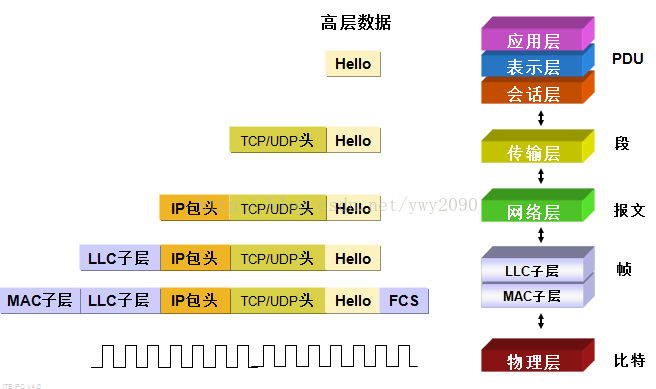 高层数据
应用层
Hello
表示层
PDU
会话层
TCP/UDP头 Hello
传输层
段
IP包头 TCP/UDP头 Hello
网络层
报文
LLC子层 IP包头 TCP/UDP头 Hello
LLC子层
帧
MAC子层 LLC子层 IP包头 TCP/UDP头 Hello FCS
MAC子层
物理层
比特
ITE PC v4.0